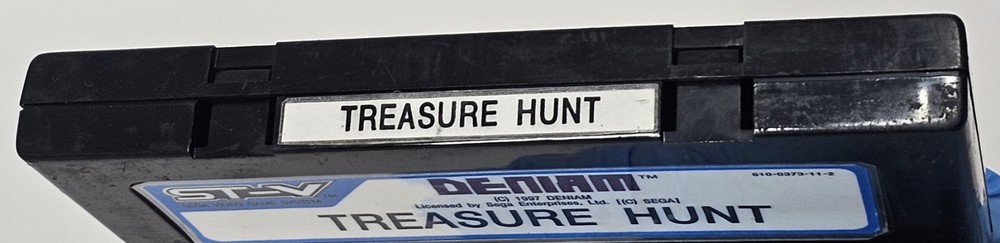 TREASURE HUNT
ST-V
DENIAM™
610-0373-11-2
(C) 1997 DENIAM
Licensed by Sega Enterprises, Ltd. [(C) SEGA]
TREASURE HUNT